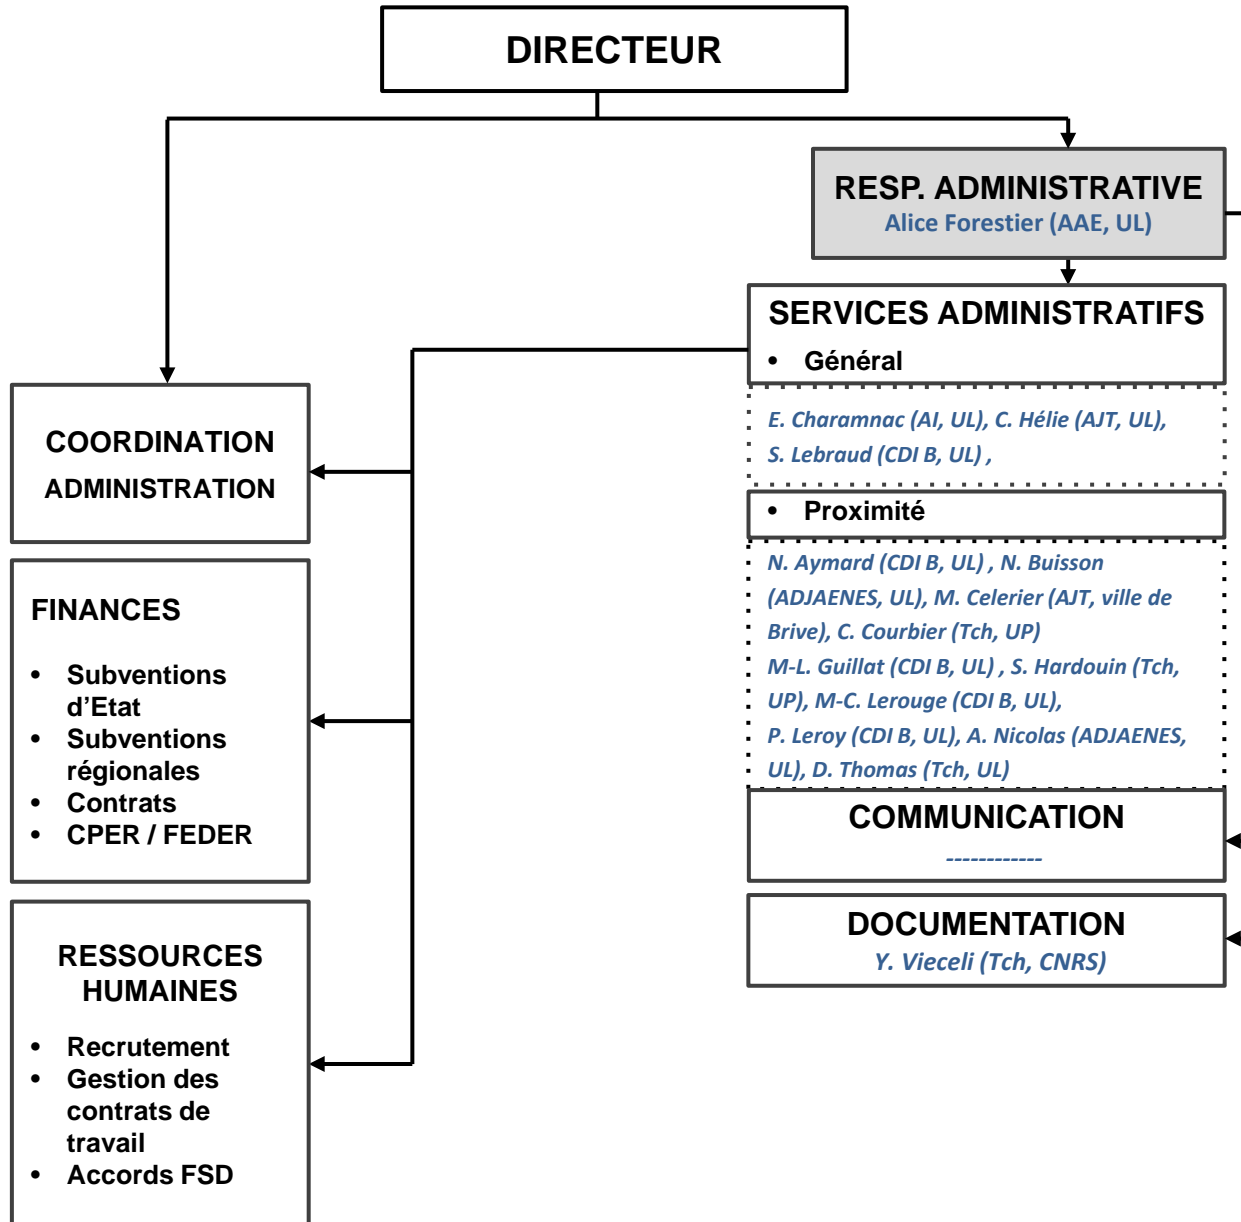 DIRECTEUR
RESP. ADMINISTRATIVE
Alice Forestier (AAE, UL)
SERVICES ADMINISTRATIFS
• Général
E. Charamnac (AI, UL), C. Hélie (AJT, UL),
S. Lebraud (CDI B, UL) ,
• Proximité
N. Aymard (CDI B, UL) , N. Buisson
(ADJAENES, UL), M. Celerier (AJT, ville de
Brive), C. Courbier (Tch, UP)
M-L. Guillat (CDI B, UL) , S. Hardouin (Tch,
UP), M-C. Lerouge (CDI B, UL),
P. Leroy (CDI B, UL), A. Nicolas (ADJAENES,
UL), D. Thomas (Tch, UL)
COMMUNICATION
------------
DOCUMENTATION
Y. Vieceli (Tch, CNRS)
COORDINATION
ADMINISTRATION
FINANCES
• Subventions
d’Etat
• Subventions
régionales
• Contrats
• CPER / FEDER
RESSOURCES
HUMAINES
• Recrutement
• Gestion des
contrats de
travail
• Accords FSD